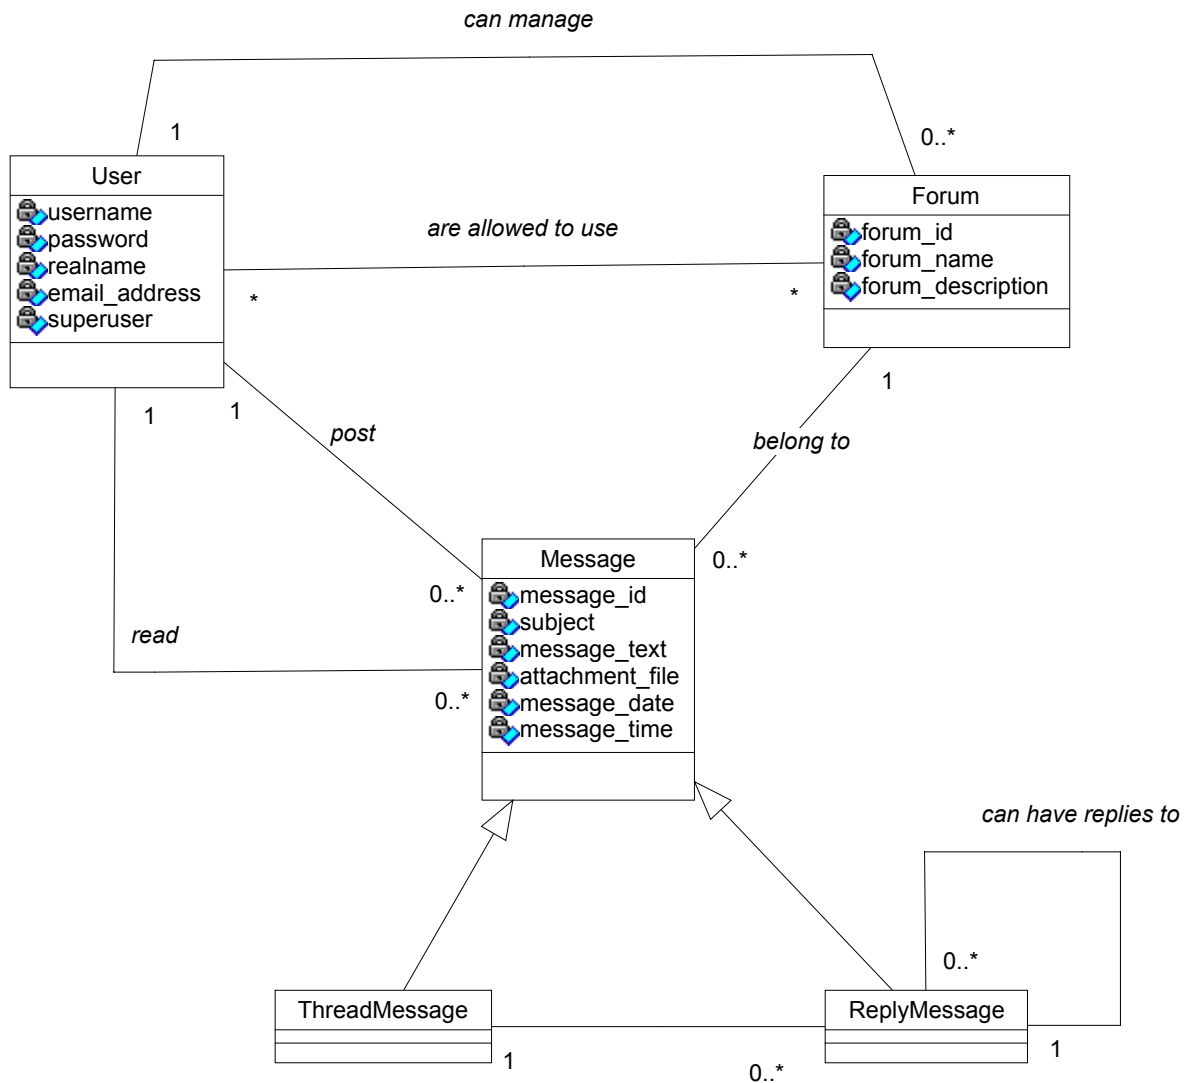 can manage
1
0..*
User
username
password
realname
email_address
superuser
Forum
forum_id
forum_name
forum_description
are allowed to use
*
*
1
1
1
post
belong to
Message
message_id
subject
message_text
attachment_file
message_date
message_time
0..*
0..*
read
0..*
can have replies to
0..*
ThreadMessage
ReplyMessage
1
0..*
1